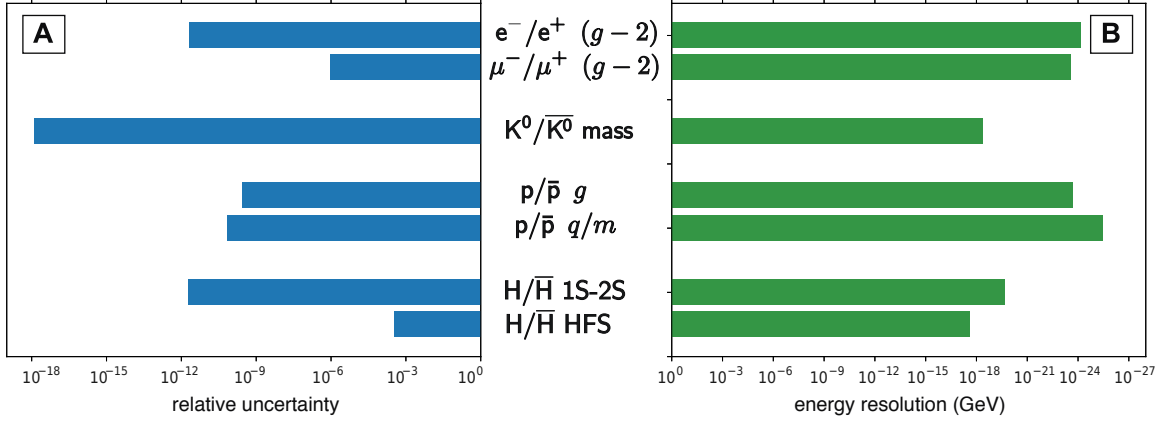 A
B
e⁻/e⁺ (g − 2)
μ⁻/μ⁺ (g − 2)
K⁰/K̅⁰ mass
p/p̄ g
p/p̄ q/m
H/H̅ 1S-2S
H/H̅ HFS
10⁻¹⁸ 10⁻¹⁵ 10⁻¹² 10⁻⁹ 10⁻⁶ 10⁻³ 10⁰
10⁰ 10⁻³ 10⁻⁶ 10⁻⁹ 10⁻¹² 10⁻¹⁵ 10⁻¹⁸ 10⁻²¹ 10⁻²⁴ 10⁻²⁷
relative uncertainty
energy resolution (GeV)